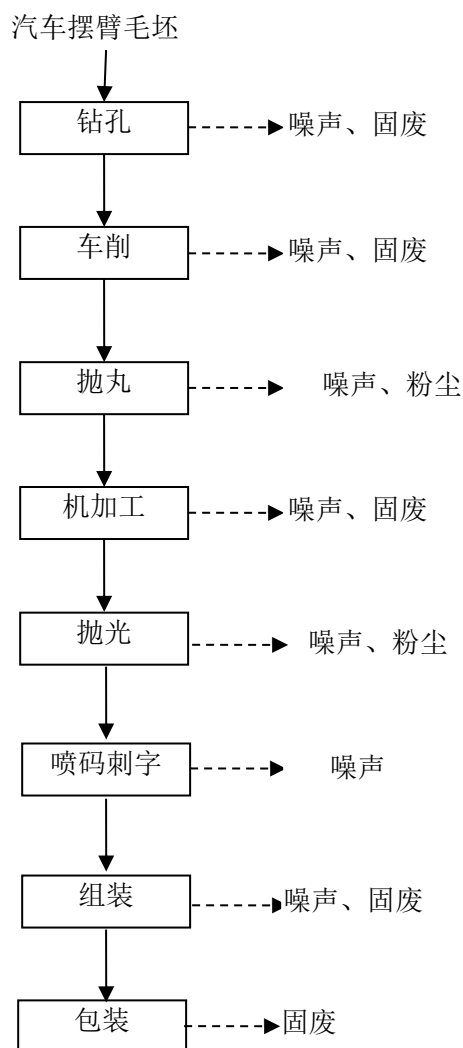 汽车摆臂毛坯
钻孔
噪声、固废
车削
噪声、固废
抛丸
噪声、粉尘
机加工
噪声、固废
抛光
噪声、粉尘
喷码刺字
噪声
组装
噪声、固废
包装
固废